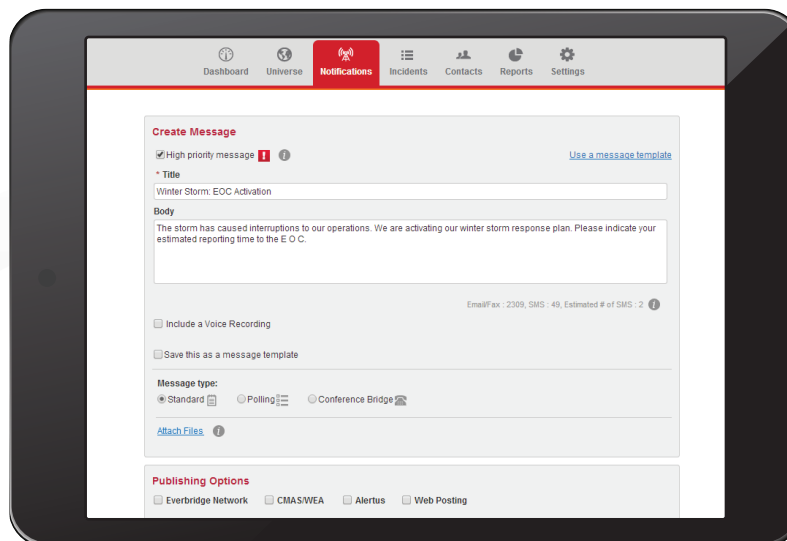 Dashboard Universe Notifications Incidents Contacts Reports Settings
Create Message
High priority message ! i
Use a message template
* Title
Winter Storm: EOC Activation
Body
The storm has caused interruptions to our operations. We are activating our winter storm response plan. Please indicate your
estimated reporting time to the E O C.
Email/Fax : 2309, SMS : 49, Estimated # of SMS : 2 i
Include a Voice Recording
Save this as a message template
Message type:
Standard Polling Conference Bridge
Attach Files i
Publishing Options
Everbridge Network CMAS/WEA Alertus Web Posting